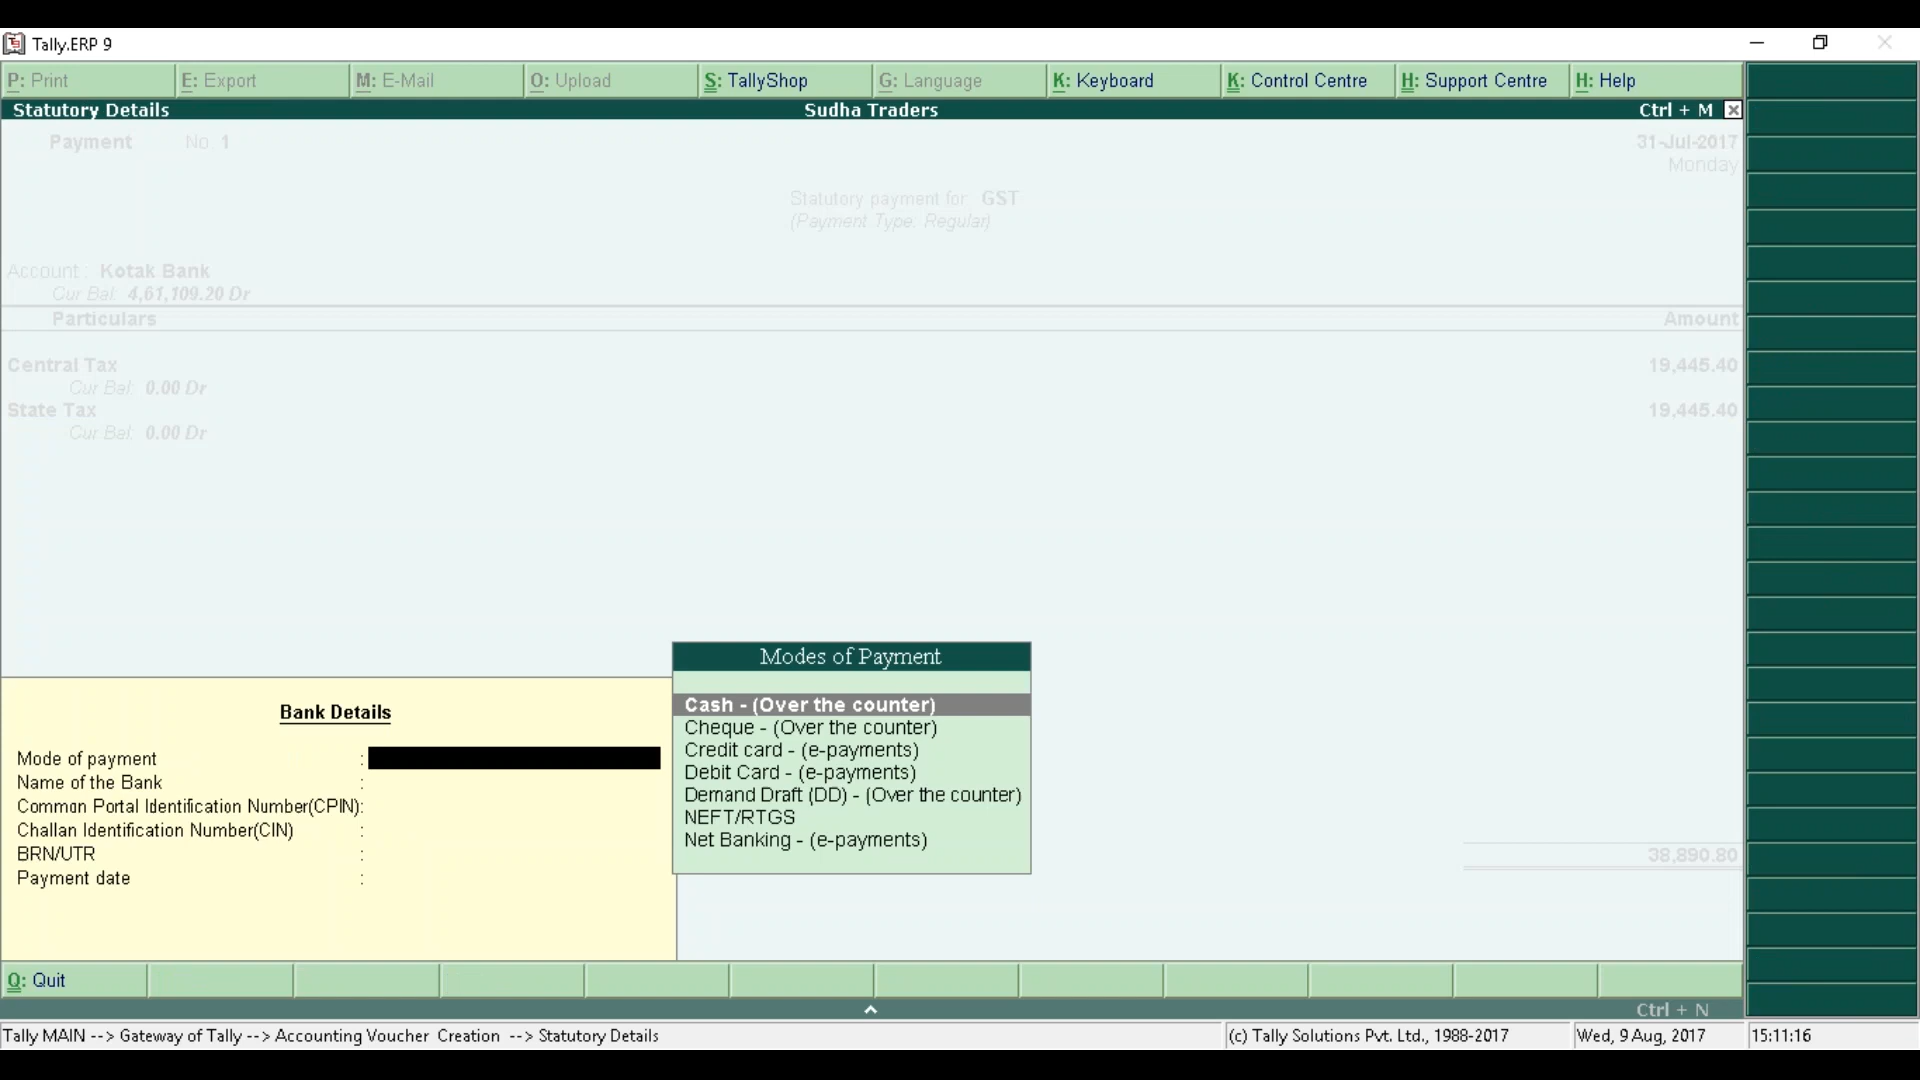 Tally.ERP 9
P: Print E: Export M: E-Mail O: Upload S: TallyShop G: Language K: Keyboard K: Control Centre H: Support Centre H: Help
Statutory Details Sudha Traders Ctrl + M
Payment No 1 31-Jul-2017
Monday
Statutory payment for: GST
(Payment Type: Regular)
Account : Kotak Bank
Cur Bal: 4,61,109.20 Dr
Particulars Amount
Central Tax 19,445.40
Cur Bal: 0.00 Dr
State Tax 19,445.40
Cur Bal: 0.00 Dr
Modes of Payment
Cash - (Over the counter)
Cheque - (Over the counter)
Credit card - (e-payments)
Debit Card - (e-payments)
Demand Draft (DD) - (Over the counter)
NEFT/RTGS
Net Banking - (e-payments)
Bank Details
Mode of payment :
Name of the Bank :
Common Portal Identification Number(CPIN):
Challan Identification Number(CIN) :
BRN/UTR :
Payment date :
38,890.80
Q: Quit
Ctrl + N
Tally MAIN --> Gateway of Tally --> Accounting Voucher Creation --> Statutory Details (c) Tally Solutions Pvt. Ltd., 1988-2017 Wed, 9 Aug, 2017 15:11:16